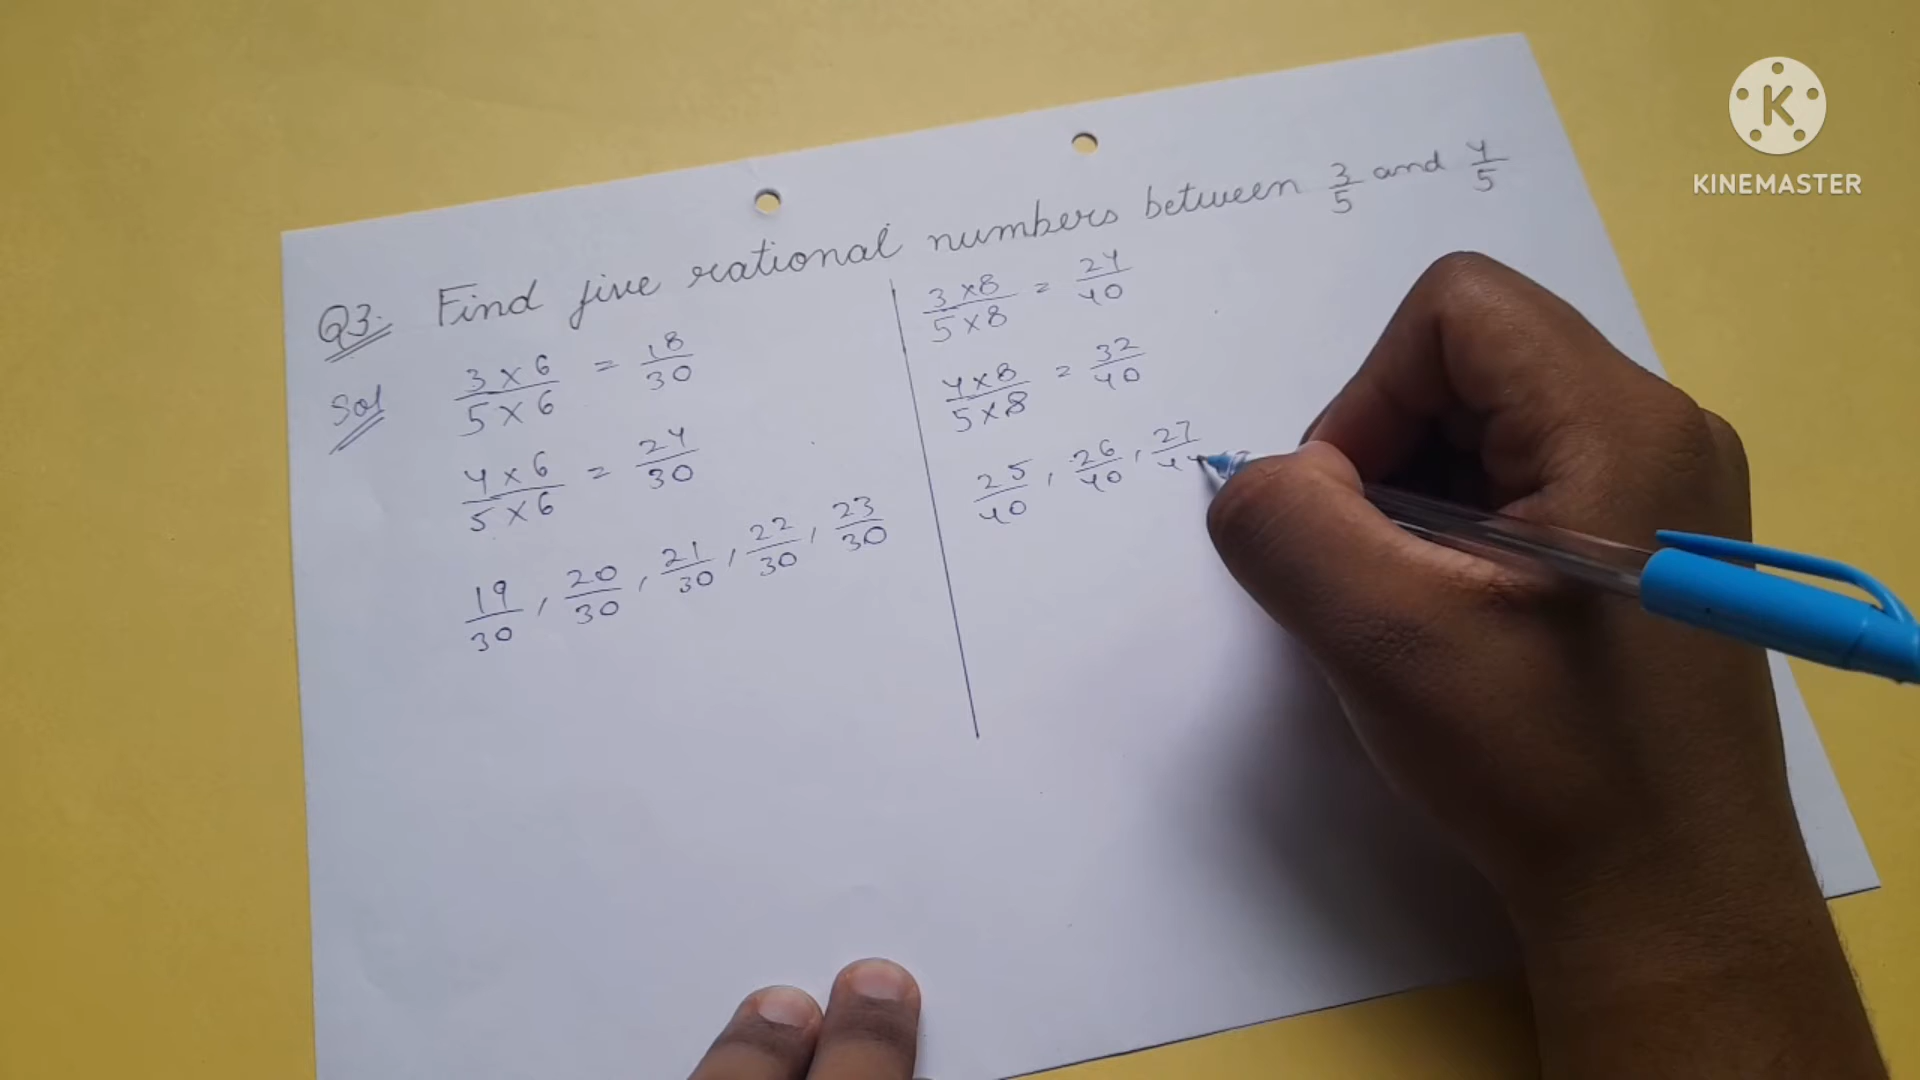 KINEMASTER
Q3. Find five rational numbers between 3/5 and 4/5
Sol 3 × 6 / 5 × 6 = 18/30
4 × 6 / 5 × 6 = 24/30
19/30, 20/30, 21/30, 22/30, 23/30
3 × 8 / 5 × 8 = 24/40
4 × 8 / 5 × 8 = 32/40
25/40, 26/40, 27/4